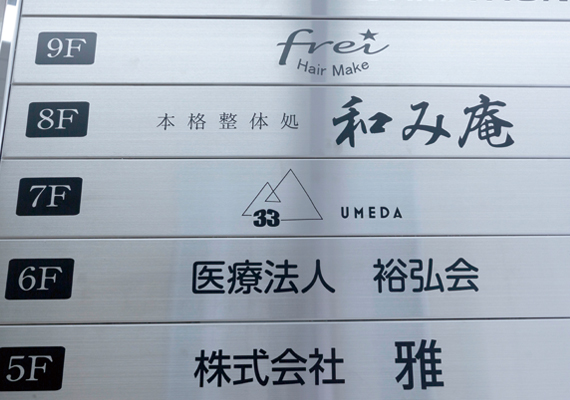 9F frei
Hair Make
8F 本格整体処 和み庵
7F 33 UMEDA
6F 医療法人 裕弘会
5F 株式会社 雅